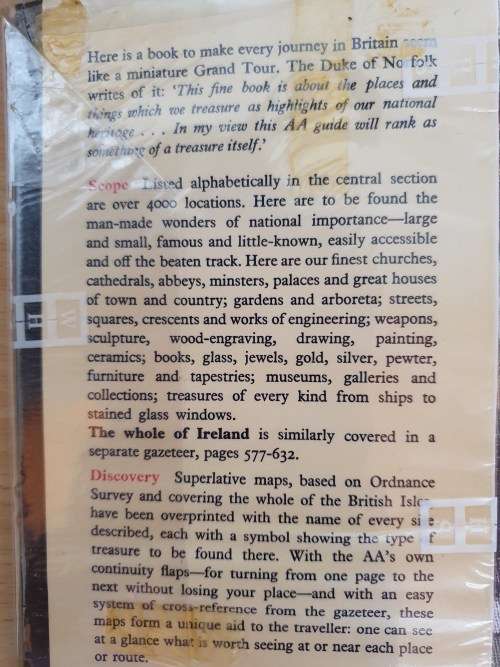 Here is a book to make every journey in Britain seem
like a miniature Grand Tour. The Duke of No folk
writes of it: 'This fine book is about the places and
things which we treasure as highlights of our national
heritage . . . In my view this AA guide will rank as
something of a treasure itself.'
Scope Listed alphabetically in the central section
are over 4000 locations. Here are to be found the
man-made wonders of national importance—large
and small, famous and little-known, easily accessible
and off the beaten track. Here are our finest churches,
cathedrals, abbeys, minsters, palaces and great houses
of town and country; gardens and arboreta; streets,
squares, crescents and works of engineering; weapons,
sculpture, wood-engraving, drawing, painting,
ceramics; books, glass, jewels, gold, silver, pewter,
furniture and tapestries; museums, galleries and
collections; treasures of every kind from ships to
stained glass windows.
The whole of Ireland is similarly covered in a
separate gazeteer, pages 577-632.
Discovery Superlative maps, based on Ordnance
Survey and covering the whole of the British Isles
have been overprinted with the name of every site
described, each with a symbol showing the type of
treasure to be found there. With the AA's own
continuity flaps—for turning from one page to the
next without losing your place—and with an easy
system of cross-reference from the gazeteer, these
maps form a unique aid to the traveller: one can see
at a glance what is worth seeing at or near each place
or route.
W
H